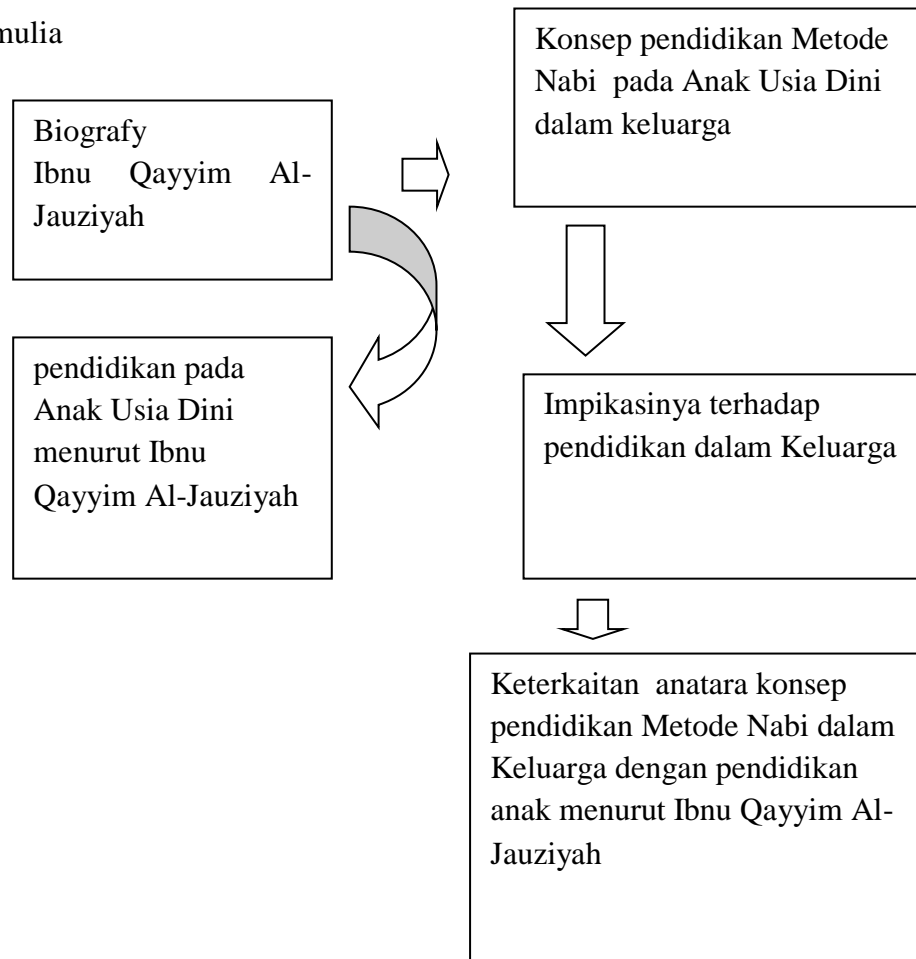 mulia
Biografy
Ibnu Qayyim Al-
Jauziyah
Konsep pendidikan Metode
Nabi pada Anak Usia Dini
dalam keluarga
pendidikan pada
Anak Usia Dini
menurut Ibnu
Qayyim Al-Jauziyah
Impikasinya terhadap
pendidikan dalam Keluarga
Keterkaitan anatara konsep
pendidikan Metode Nabi dalam
Keluarga dengan pendidikan
anak menurut Ibnu Qayyim Al-
Jauziyah